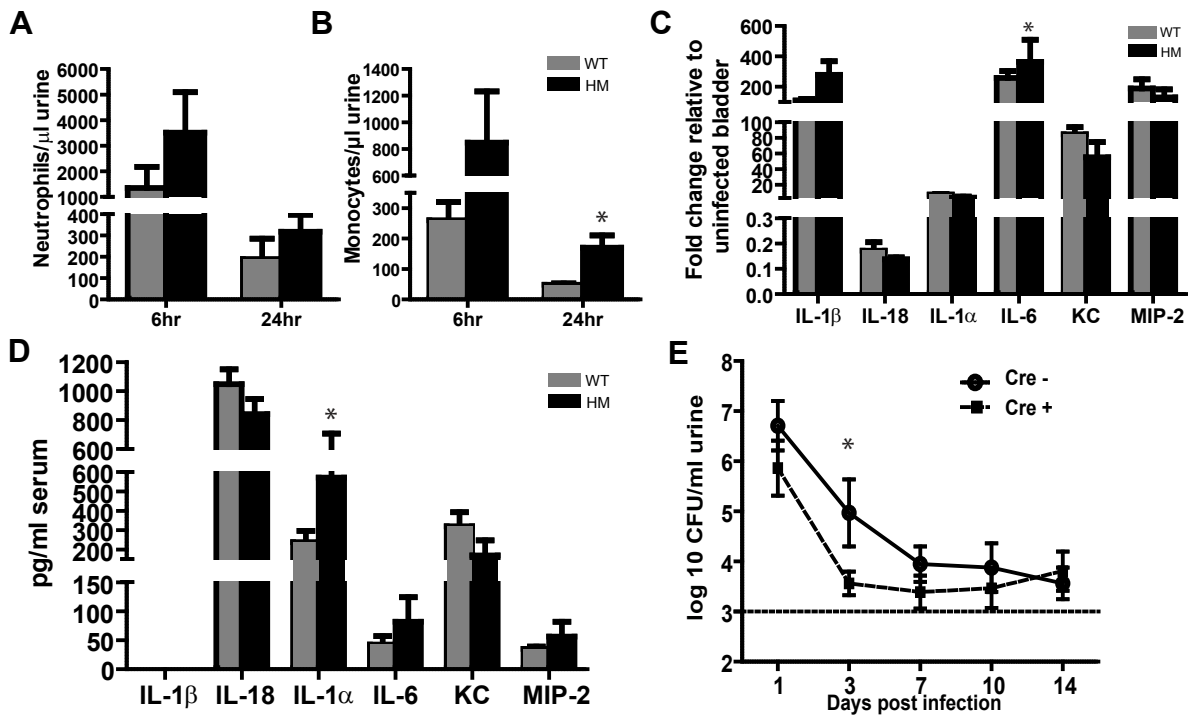 A
Neutrophils/µl urine
6000
5000
4000
3000
2000
1000
400
300
200
100
0
6hr
24hr
B
Monocytes/µl urine
WT
HM
1400
1200
1000
800
600
300
200
100
0
6hr
24hr
*
C
Fold change relative to
uninfected bladder
WT
HM
800
600
400
200
100
80
60
40
20
0.3
0.2
0.1
0.0
*
IL-1β
IL-18
IL-1α
IL-6
KC
MIP-2
D
pg/ml serum
WT
HM
1200
1000
800
600
600
500
400
300
200
150
100
50
0
*
IL-1β
IL-18
IL-1α
IL-6
KC
MIP-2
E
log 10 CFU/ml urine
Cre -
Cre +
7
6
5
4
3
2
*
1
3
7
10
14
Days post infection